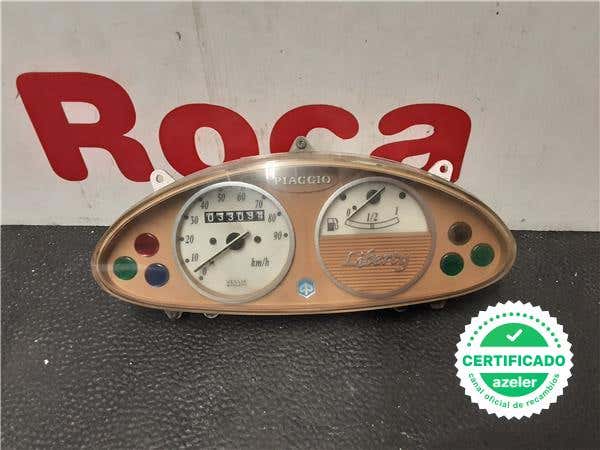 Roca
PIAGGIO
0 10 20 30 40 50 60 70 80 90
km/h
0 1/2 1
Liberty
CERTIFICADO
azeler
canal oficial de recambios